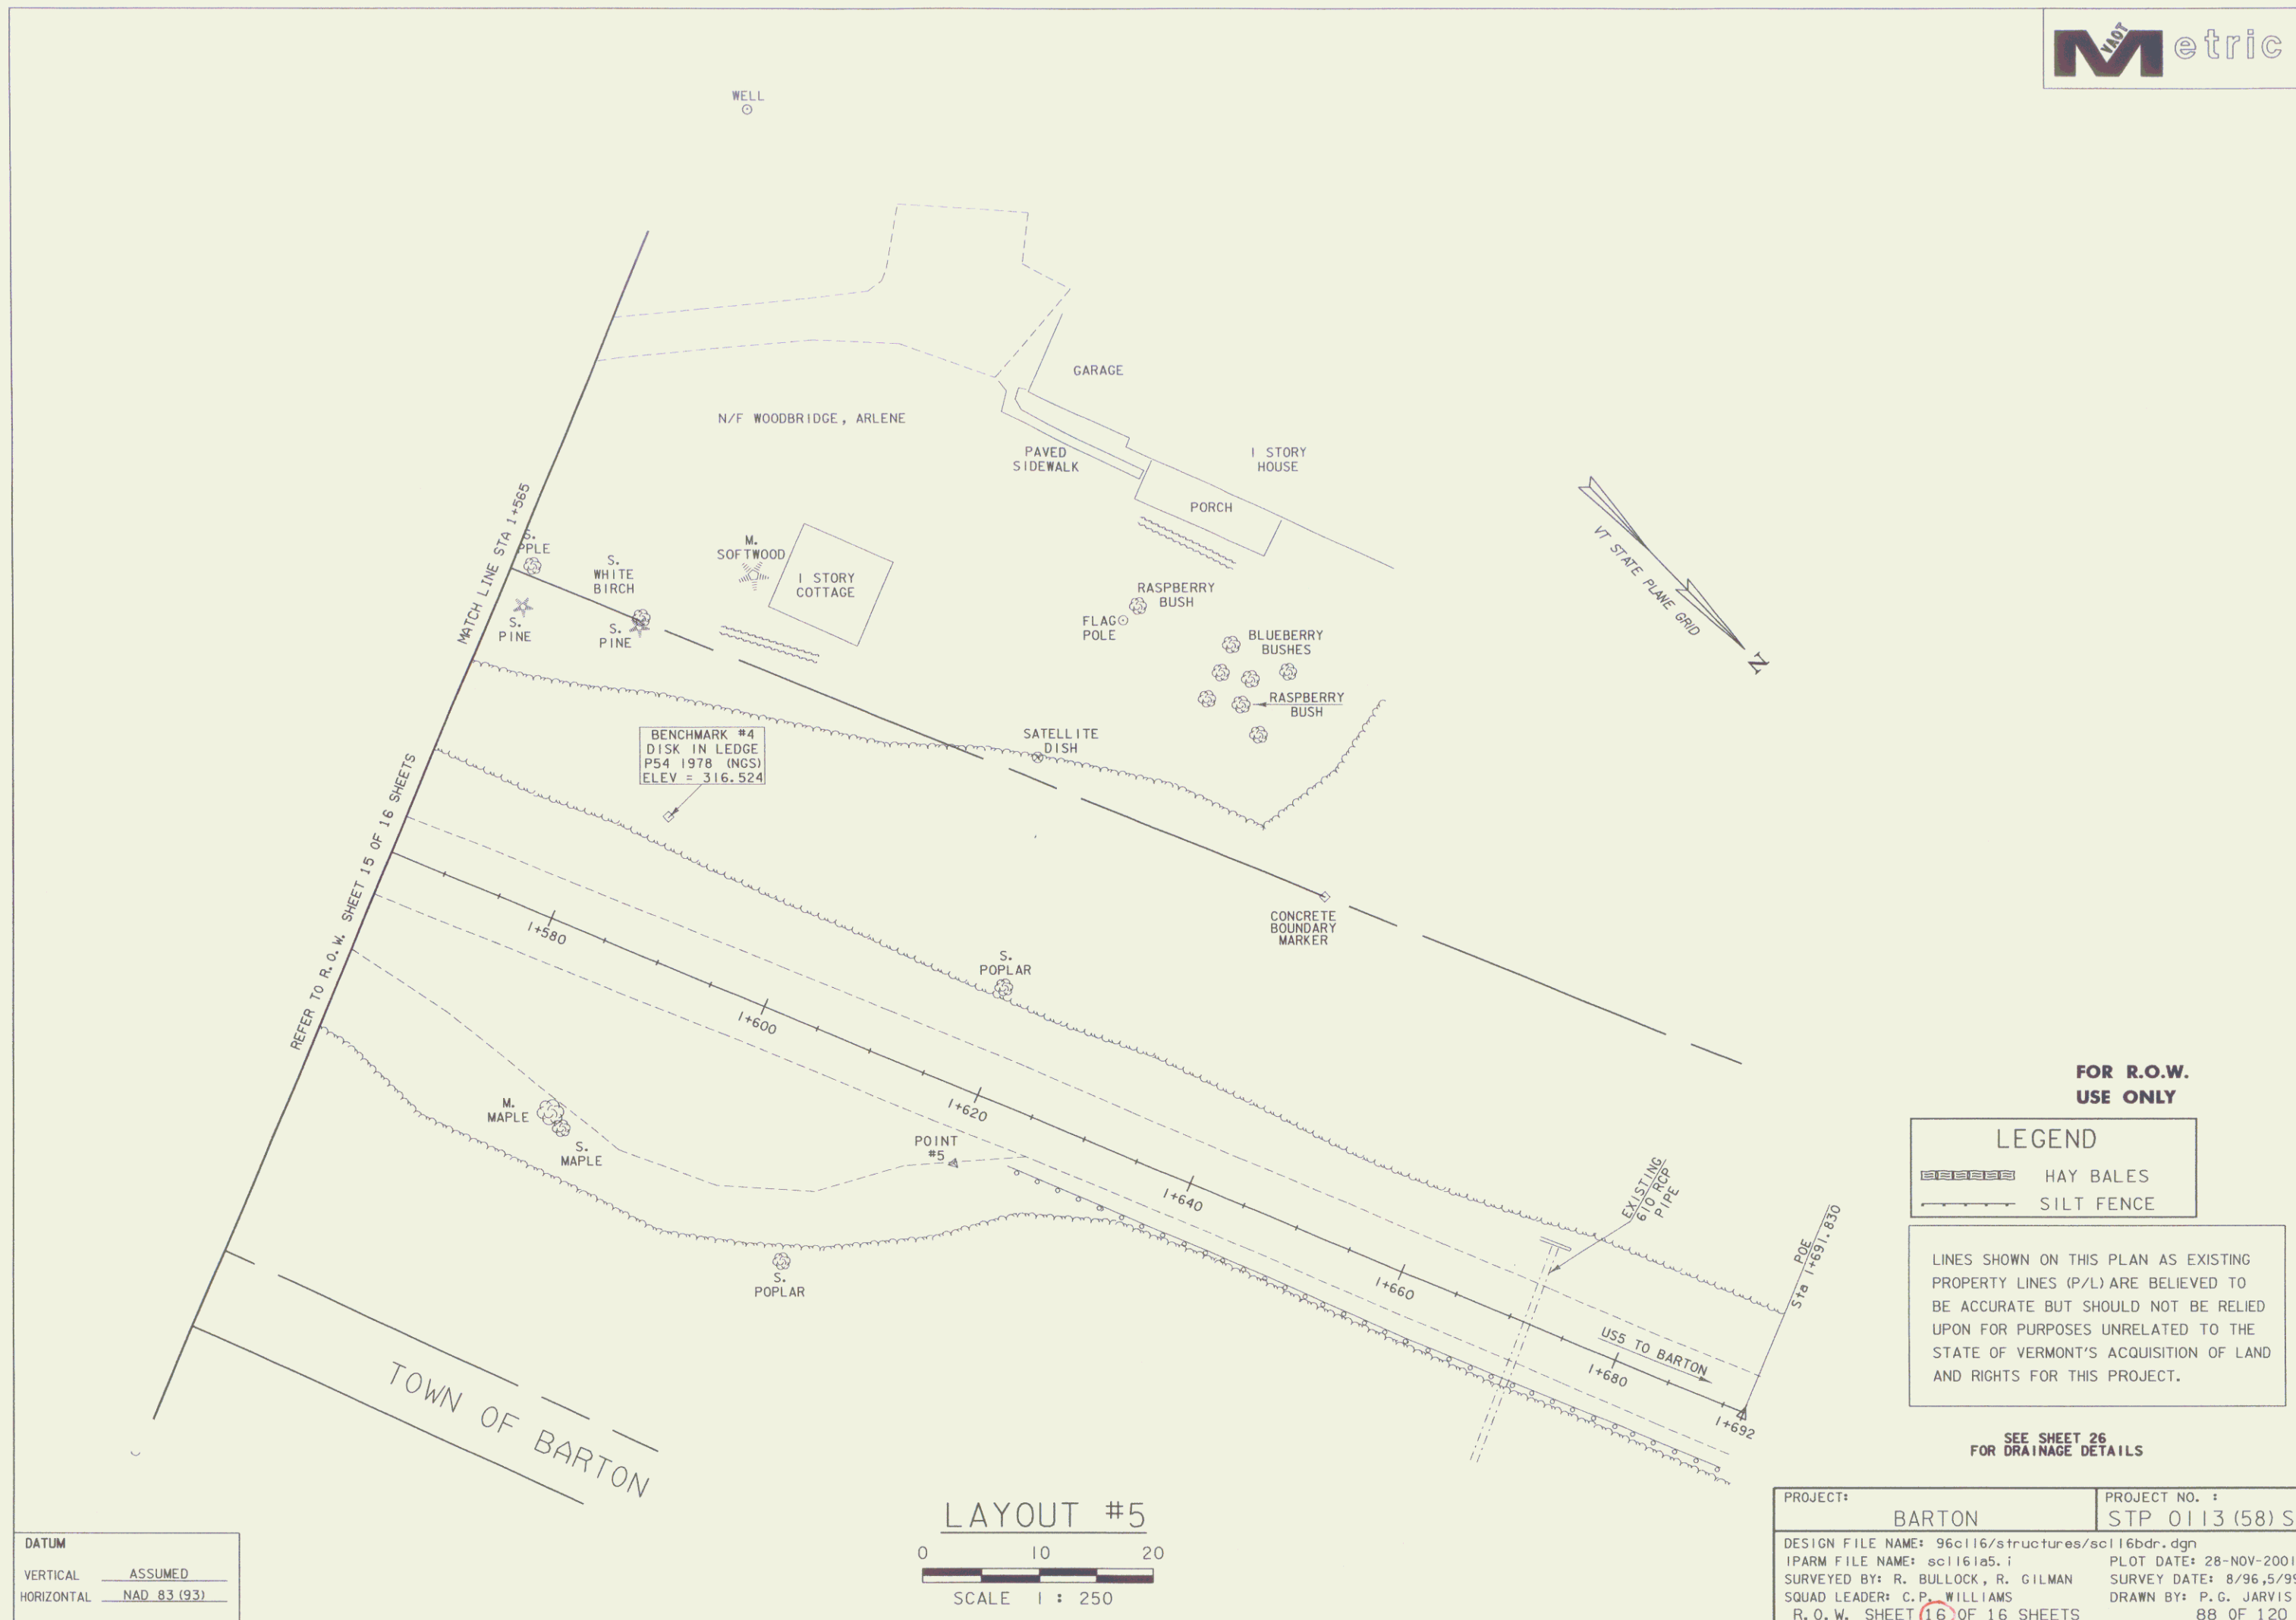 VAOT Metric
WELL
GARAGE
N/F WOODBRIDGE, ARLENE
PAVED
SIDEWALK
1 STORY
HOUSE
PORCH
MATCH LINE STA 1+565
S.
PPLE
S.
WHITE
BIRCH
M.
SOFTWOOD
1 STORY
COTTAGE
S.
PINE
S.
PINE
RASPBERRY
BUSH
FLAG
POLE
BLUEBERRY
BUSHES
RASPBERRY
BUSH
VT STATE PLANE GRID
N
SATELLITE
DISH
BENCHMARK #4
DISK IN LEDGE
P54 1978 (NGS)
ELEV = 316.524
REFER TO R.O.W. SHEET 15 OF 16 SHEETS
CONCRETE
BOUNDARY
MARKER
1+580
S.
POPLAR
1+600
1+620
M.
MAPLE
S.
MAPLE
POINT
#5
1+640
EXISTING
610 RCP
PIPE
S.
POPLAR
1+660
POE
Sta 1+691.830
US5 TO BARTON
1+680
1+692
TOWN OF BARTON
FOR R.O.W.
USE ONLY
LEGEND
HAY BALES
SILT FENCE
LINES SHOWN ON THIS PLAN AS EXISTING
PROPERTY LINES (P/L) ARE BELIEVED TO
BE ACCURATE BUT SHOULD NOT BE RELIED
UPON FOR PURPOSES UNRELATED TO THE
STATE OF VERMONT'S ACQUISITION OF LAND
AND RIGHTS FOR THIS PROJECT.
SEE SHEET 26
FOR DRAINAGE DETAILS
LAYOUT #5
0 10 20
SCALE 1 : 250
DATUM
VERTICAL ASSUMED
HORIZONTAL NAD 83 (93)
PROJECT: BARTON
PROJECT NO. : STP 0113(58)S
DESIGN FILE NAME: 96c116/structures/sc116bdr.dgn
IPARM FILE NAME: sc1161a5.i PLOT DATE: 28-NOV-2001
SURVEYED BY: R. BULLOCK, R. GILMAN SURVEY DATE: 8/96,5/99
SQUAD LEADER: C.P. WILLIAMS DRAWN BY: P.G. JARVIS
R.O.W. SHEET 16 OF 16 SHEETS 88 OF 120